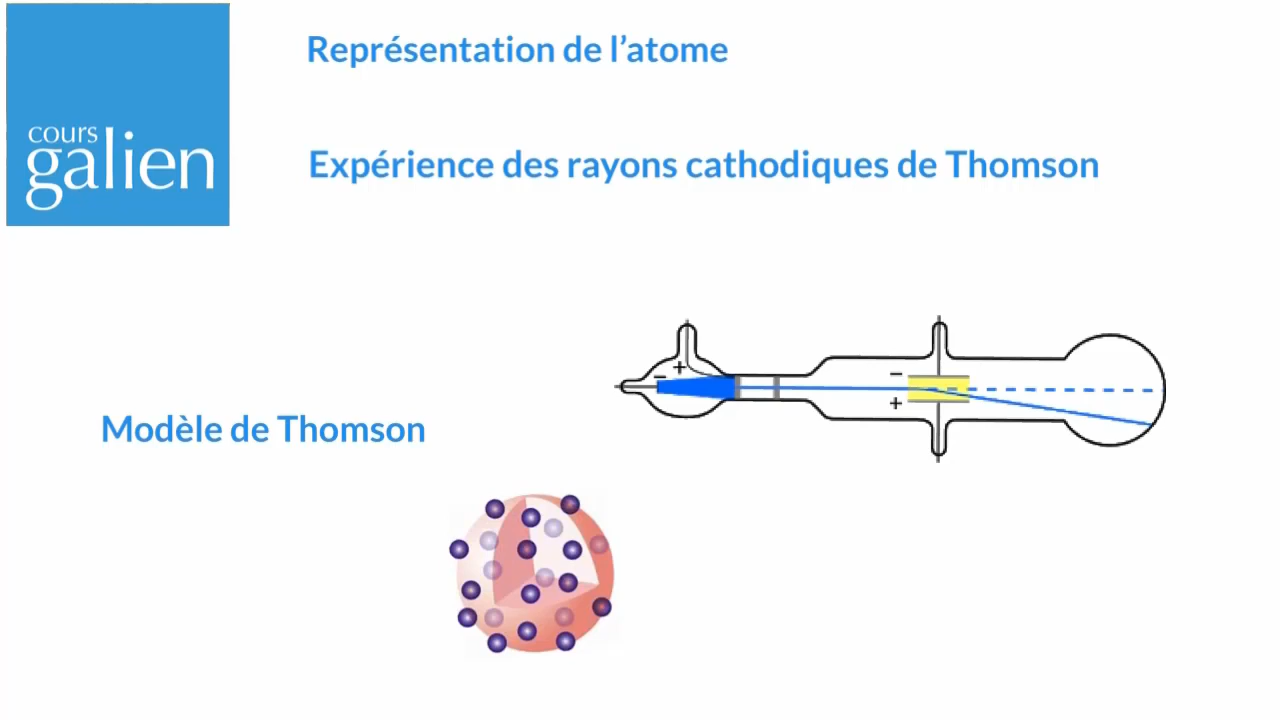 cours
galien
Représentation de l’atome
Expérience des rayons cathodiques de Thomson
+
−
−
+
Modèle de Thomson